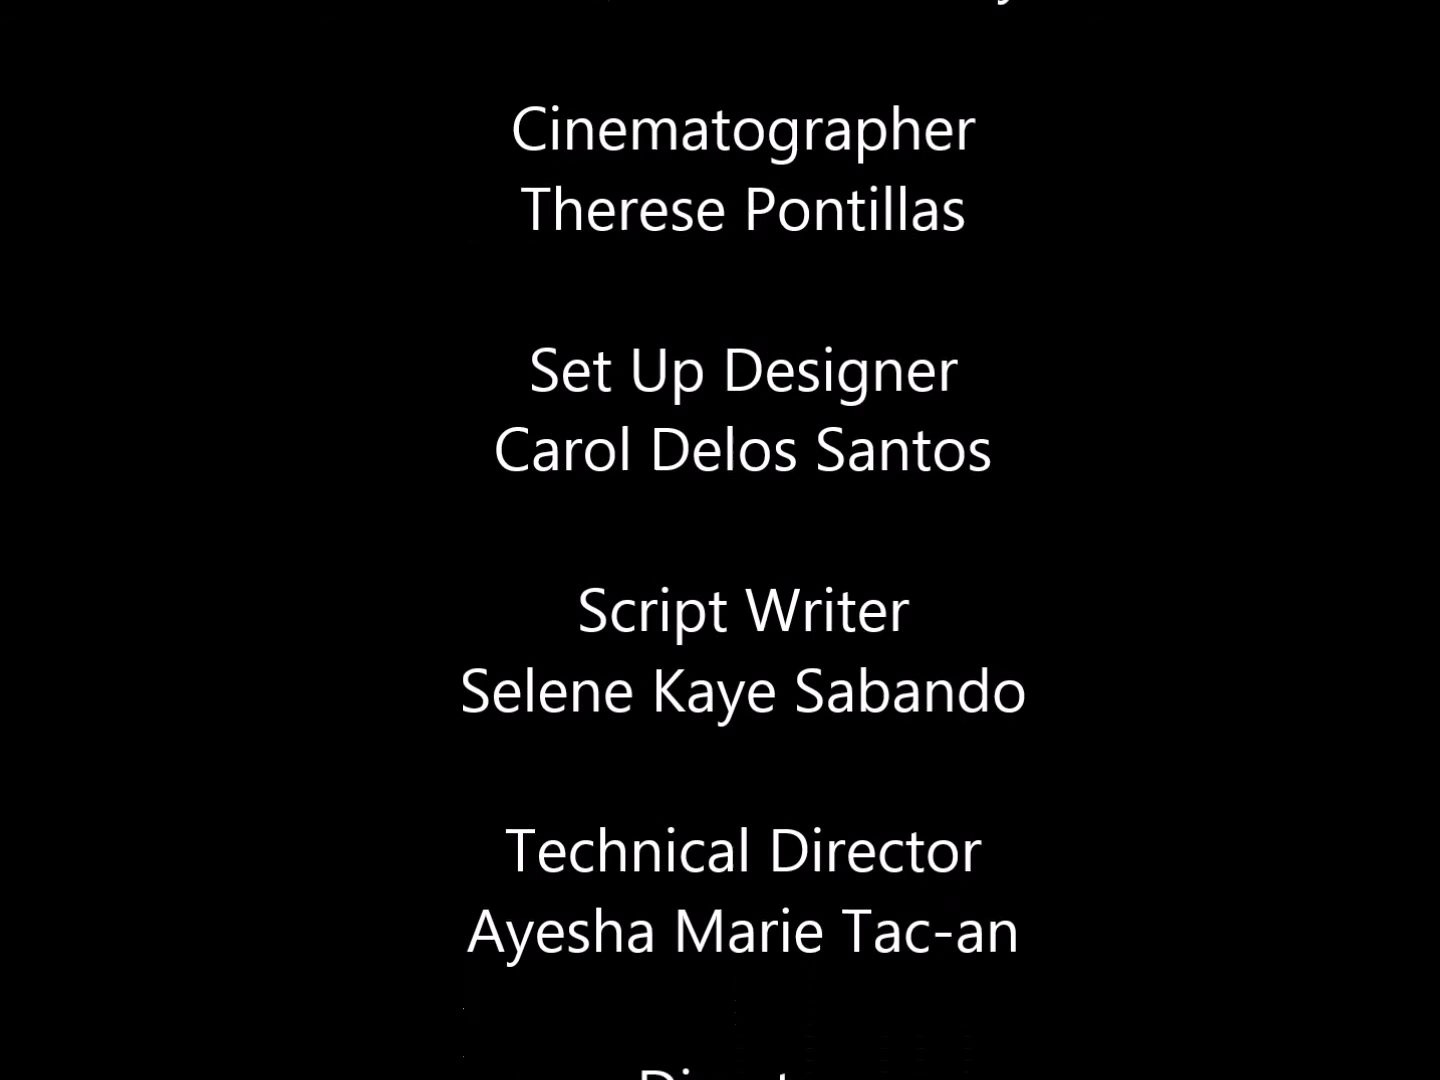 Cinematographer
Therese Pontillas
Set Up Designer
Carol Delos Santos
Script Writer
Selene Kaye Sabando
Technical Director
Ayesha Marie Tac-an